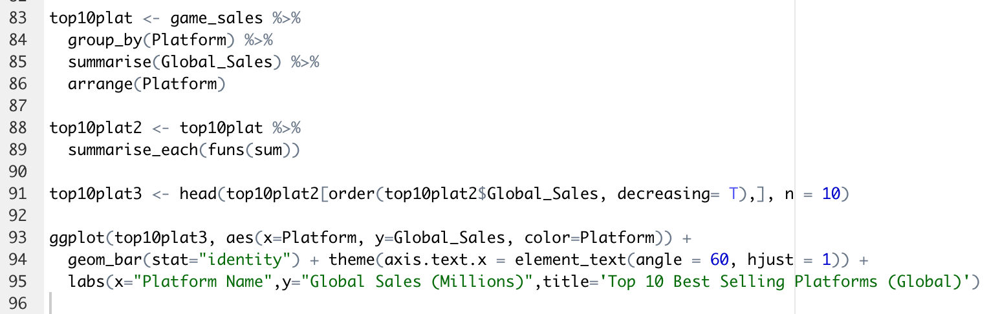 83 top10plat <- game_sales %>%
84   group_by(Platform) %>%
85   summarise(Global_Sales) %>%
86   arrange(Platform)
87
88 top10plat2 <- top10plat %>%
89   summarise_each(funs(sum))
90
91 top10plat3 <- head(top10plat2[order(top10plat2$Global_Sales, decreasing= T),], n = 10)
92
93 ggplot(top10plat3, aes(x=Platform, y=Global_Sales, color=Platform)) +
94   geom_bar(stat="identity") + theme(axis.text.x = element_text(angle = 60, hjust = 1)) +
95   labs(x="Platform Name",y="Global Sales (Millions)",title='Top 10 Best Selling Platforms (Global)')
96